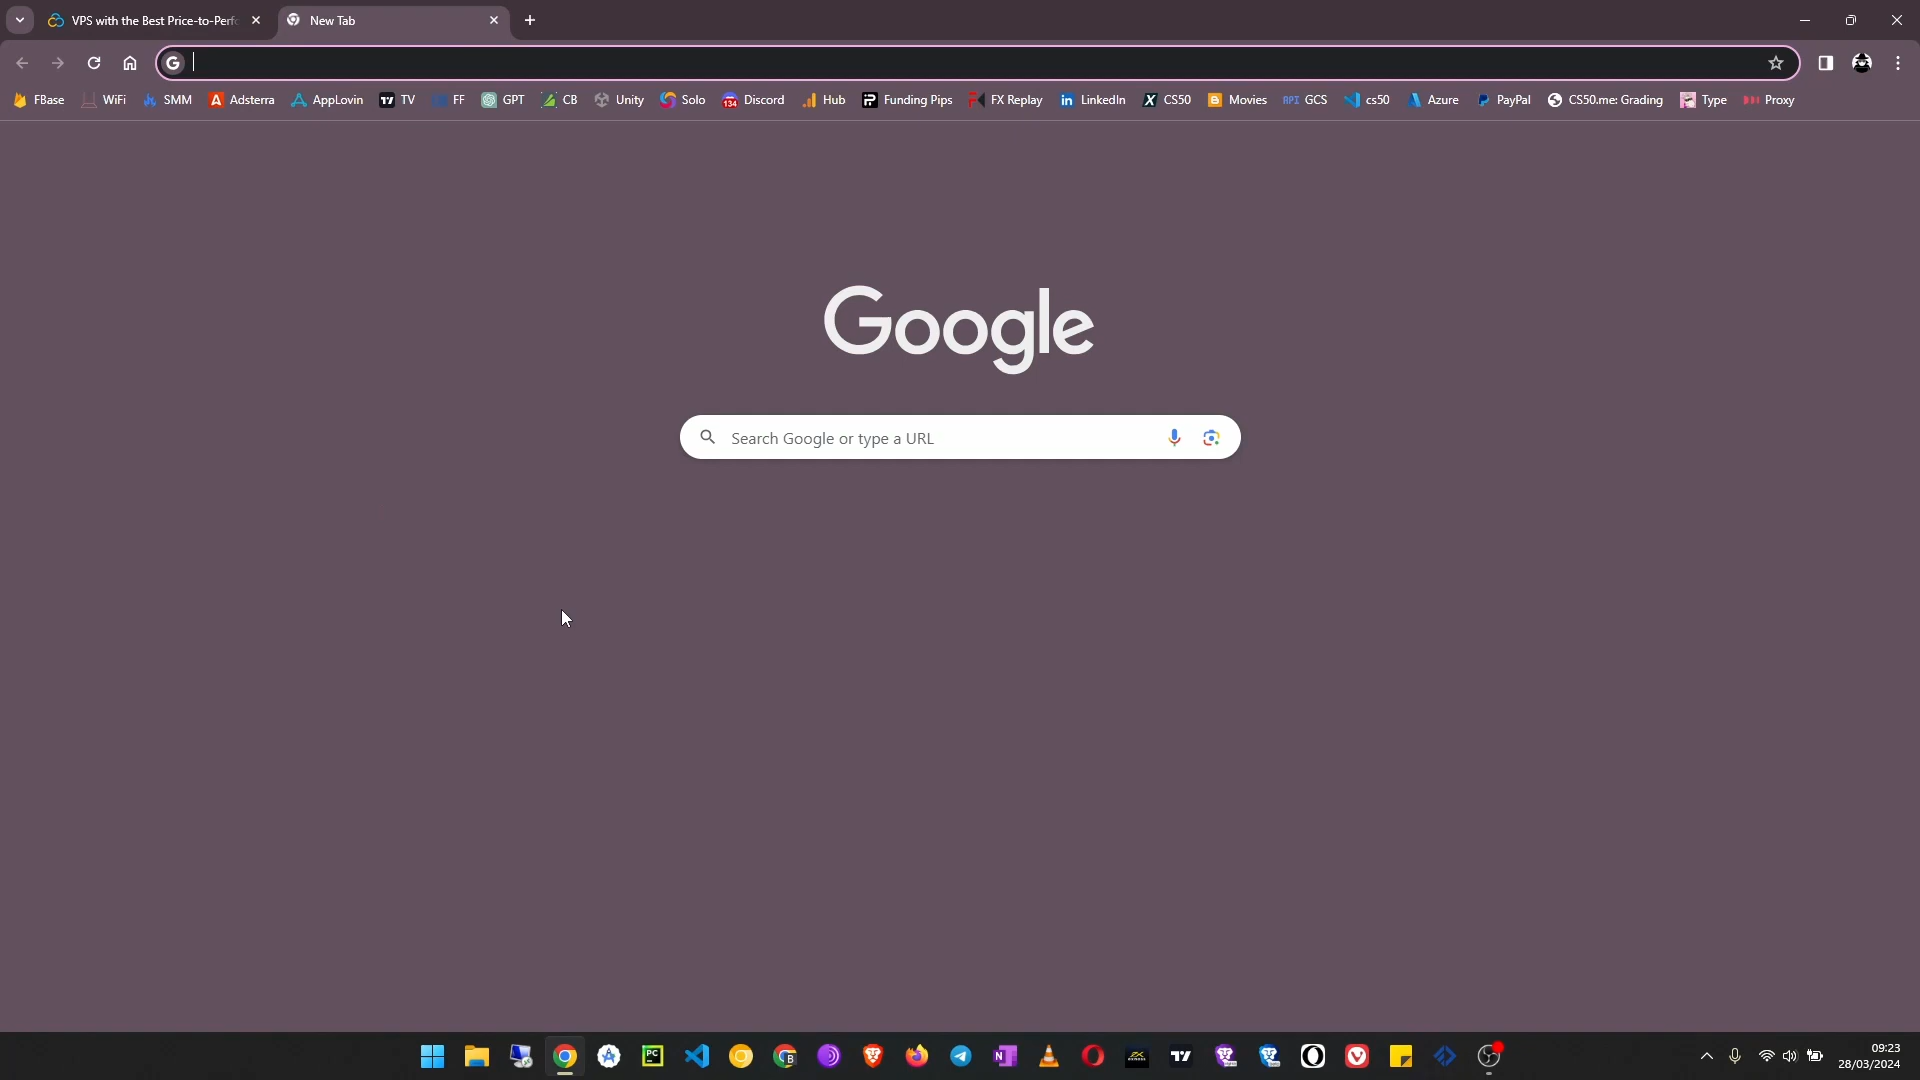 VPS with the Best Price-to-Perfo
New Tab
FBase WiFi SMM Adsterra AppLovin TV FF GPT CB Unity Solo Discord Hub Funding Pips FX Replay LinkedIn CS50 Movies GCS cs50 Azure PayPal CS50.me: Grading Type Proxy
Google
Search Google or type a URL
09:23
28/03/2024